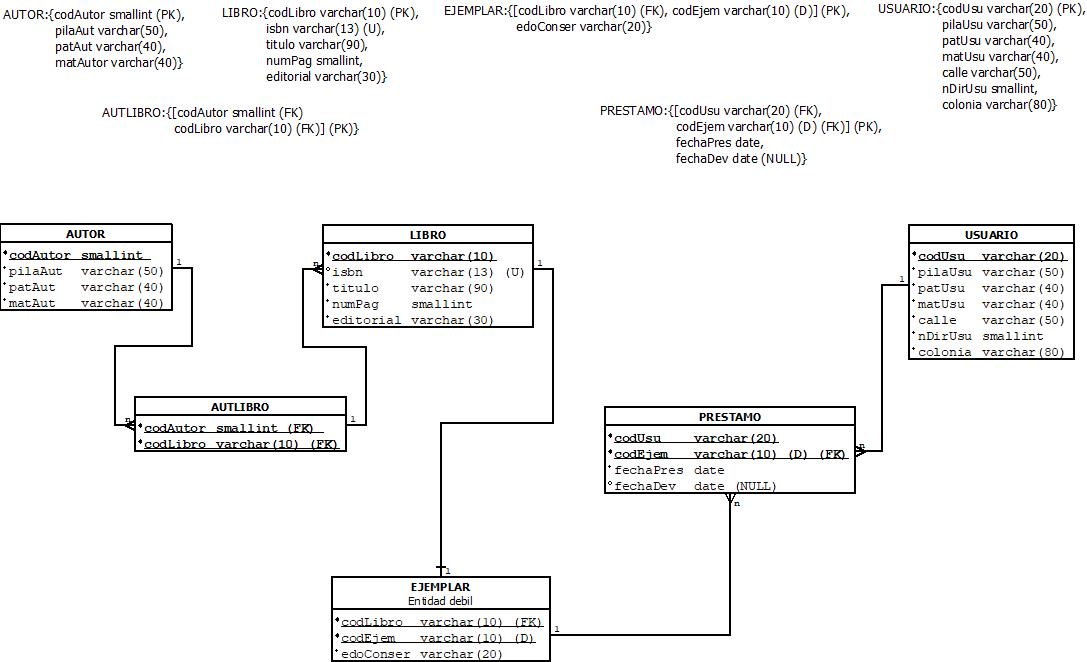 AUTOR:{codAutor smallint (PK),
pilaAut varchar(50),
patAut varchar(40),
matAutor varchar(40)}
LIBRO:{codLibro varchar(10) (PK),
isbn varchar(13) (U),
titulo varchar(90),
numPag smallint,
editorial varchar(30)}
EJEMPLAR:{[codLibro varchar(10) (FK), codEjem varchar(10) (D)] (PK),
edoConser varchar(20)}
USUARIO:{codUsu varchar(20) (PK),
pilaUsu varchar(50),
patUsu varchar(40),
matUsu varchar(40),
calle varchar(50),
nDirUsu smallint,
colonia varchar(80)}
AUTLIBRO:{[codAutor smallint (FK)
codLibro varchar(10) (FK)] (PK)}
PRESTAMO:{[codUsu varchar(20) (FK),
codEjem varchar(10) (D) (FK)] (PK),
fechaPres date,
fechaDev date (NULL)}
AUTOR
codAutor smallint
pilaAut varchar(50)
patAut varchar(40)
matAut varchar(40)
1
LIBRO
codLibro varchar(10)
isbn varchar(13) (U)
titulo varchar(90)
numPag smallint
editorial varchar(30)
n
1
USUARIO
codUsu varchar(20)
pilaUsu varchar(50)
patUsu varchar(40)
matUsu varchar(40)
calle varchar(50)
nDirUsu smallint
colonia varchar(80)
1
AUTLIBRO
codAutor smallint (FK)
codLibro varchar(10) (FK)
n
1
PRESTAMO
codUsu varchar(20)
codEjem varchar(10) (D) (FK)
fechaPres date
fechaDev date (NULL)
n
n
1
EJEMPLAR
Entidad debil
codLibro varchar(10) (FK)
codEjem varchar(10) (D)
edoConser varchar(20)
1